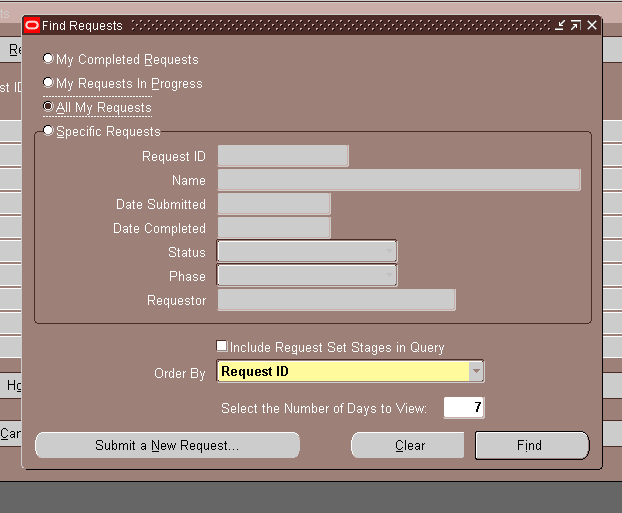 Find Requests
My Completed Requests
My Requests In Progress
All My Requests
Specific Requests
Request ID
Name
Date Submitted
Date Completed
Status
Phase
Requestor
Include Request Set Stages in Query
Order By Request ID
Select the Number of Days to View: 7
Submit a New Request... Clear Find